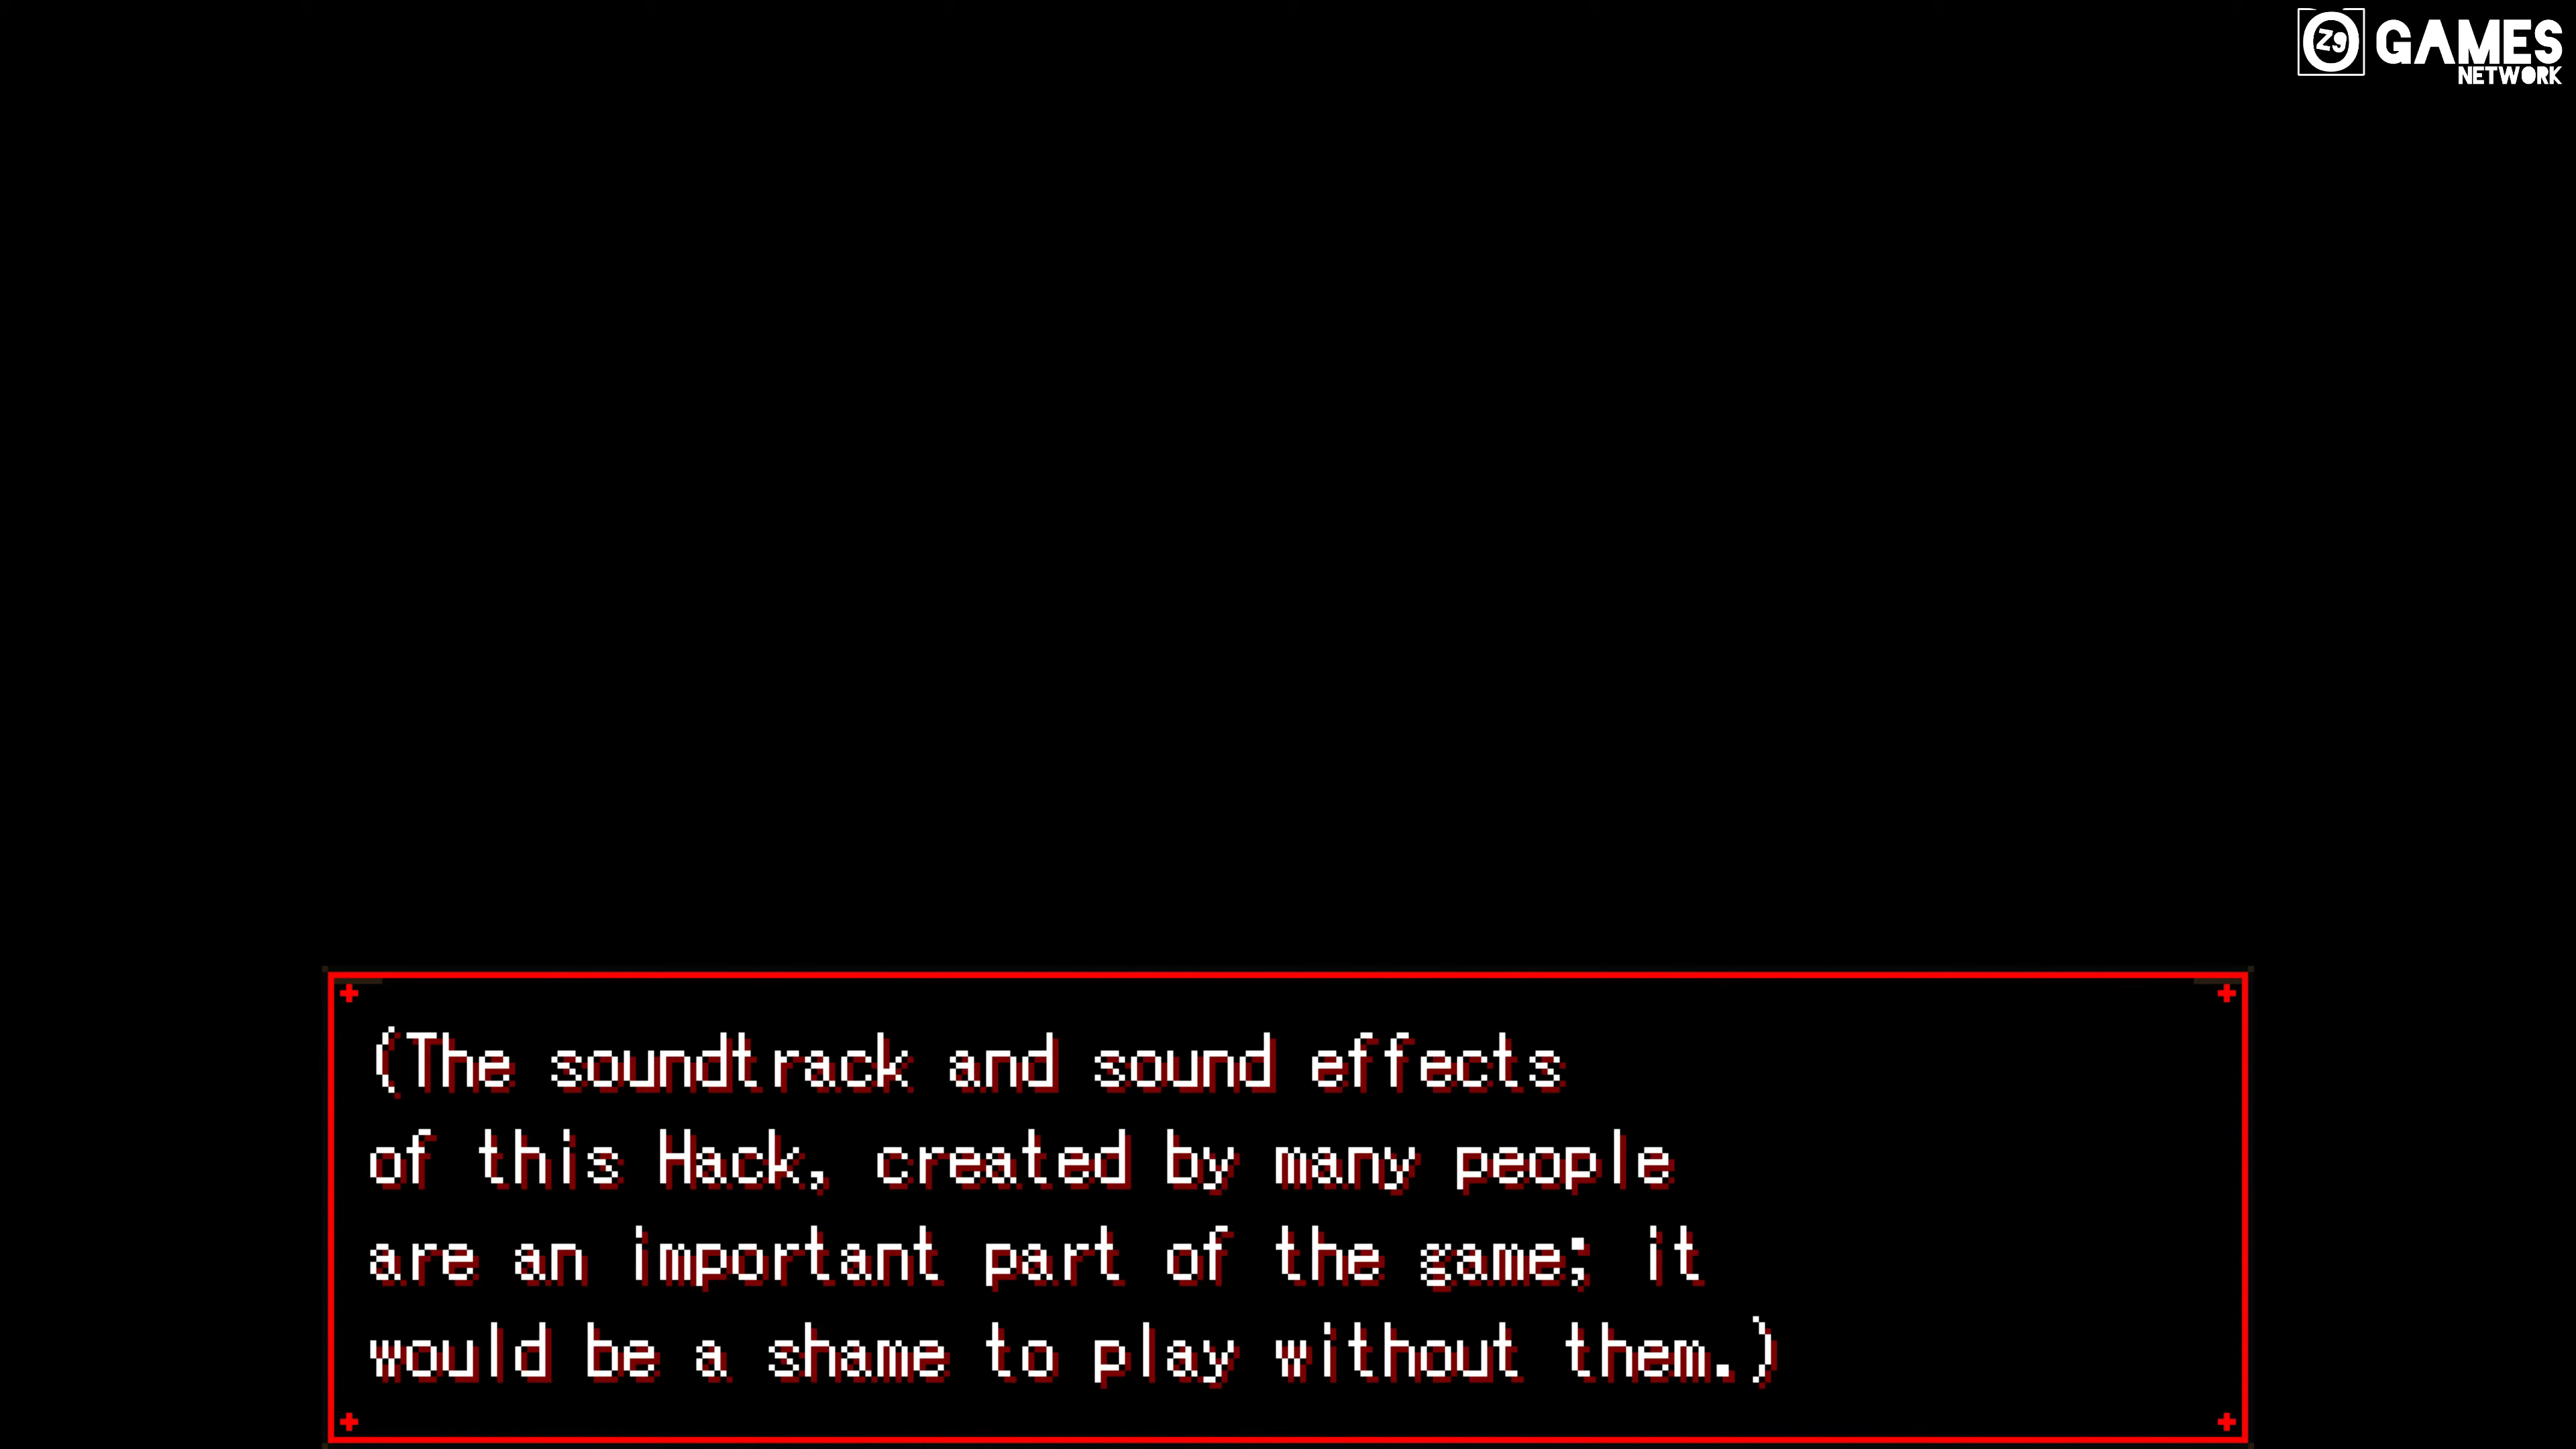 Z9 GAMES
NETWORK
(The soundtrack and sound effects
of this Hack, created by many people
are an important part of the game; it
would be a shame to play without them.)